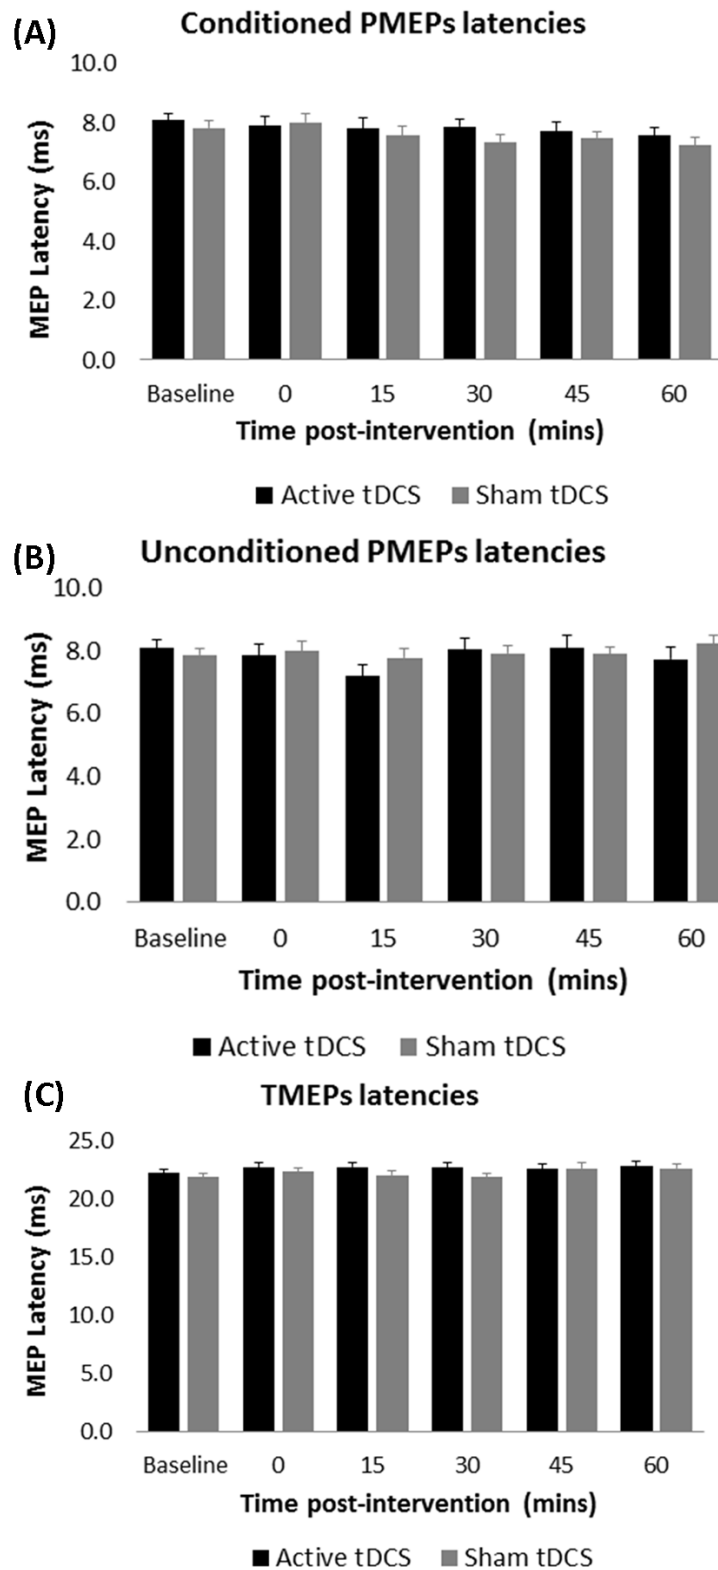 (A)
Conditioned PMEPs latencies
MEP Latency (ms)
10.0
8.0
6.0
4.0
2.0
0.0
Baseline 0 15 30 45 60
Time post-intervention (mins)
Active tDCS Sham tDCS
(B)
Unconditioned PMEPs latencies
MEP Latency (ms)
10.0
8.0
6.0
4.0
2.0
0.0
Baseline 0 15 30 45 60
Time post-intervention (mins)
Active tDCS Sham tDCS
(C)
TMEPs latencies
MEP Latency (ms)
25.0
20.0
15.0
10.0
5.0
0.0
Baseline 0 15 30 45 60
Time post-intervention (mins)
Active tDCS Sham tDCS